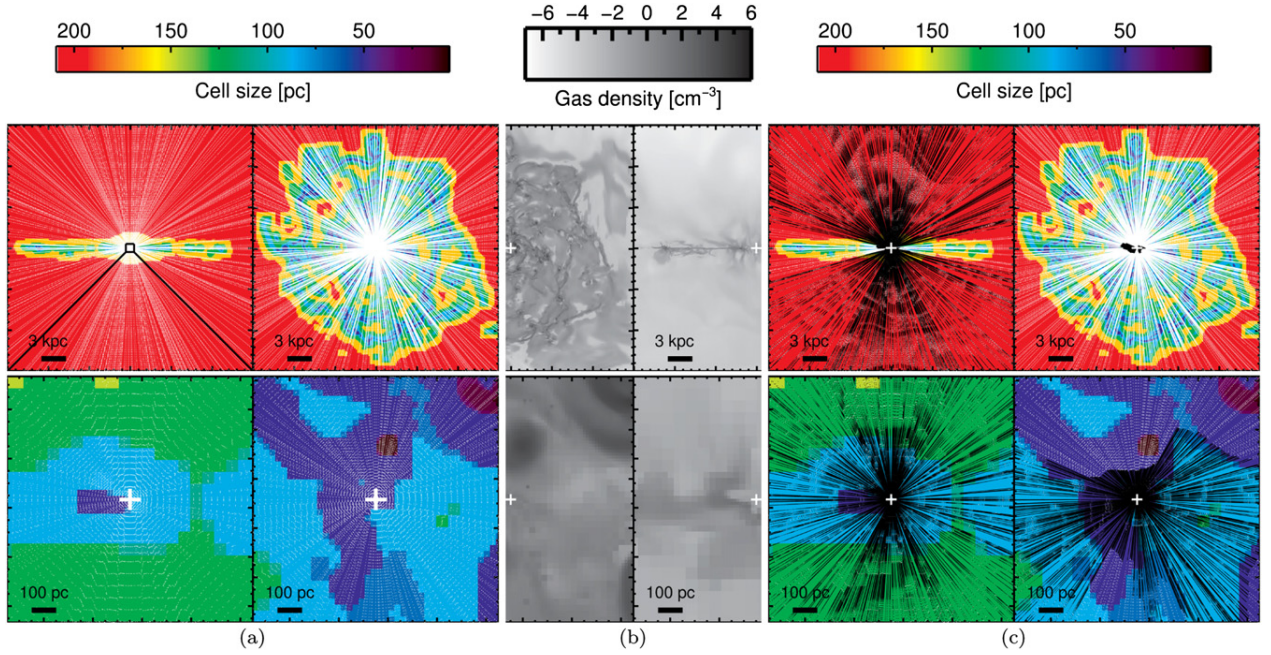 200 150 100 50
Cell size [pc]
−6 −4 −2 0 2 4 6
Gas density [cm⁻³]
200 150 100 50
Cell size [pc]
3 kpc 3 kpc 3 kpc 3 kpc 3 kpc
100 pc 100 pc 100 pc 100 pc 100 pc
(a) (b) (c)